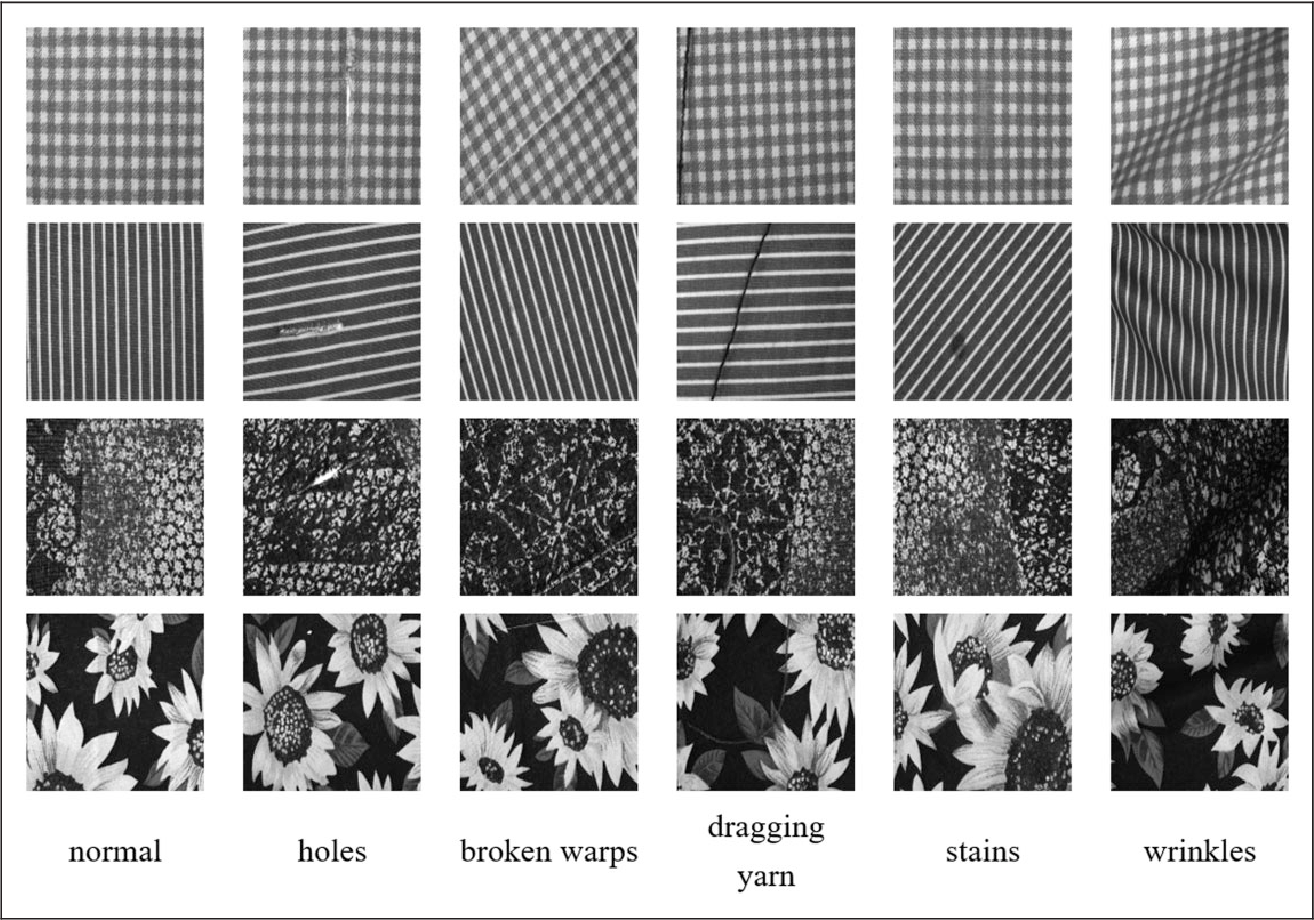 normal
holes
broken warps
dragging
yarn
stains
wrinkles